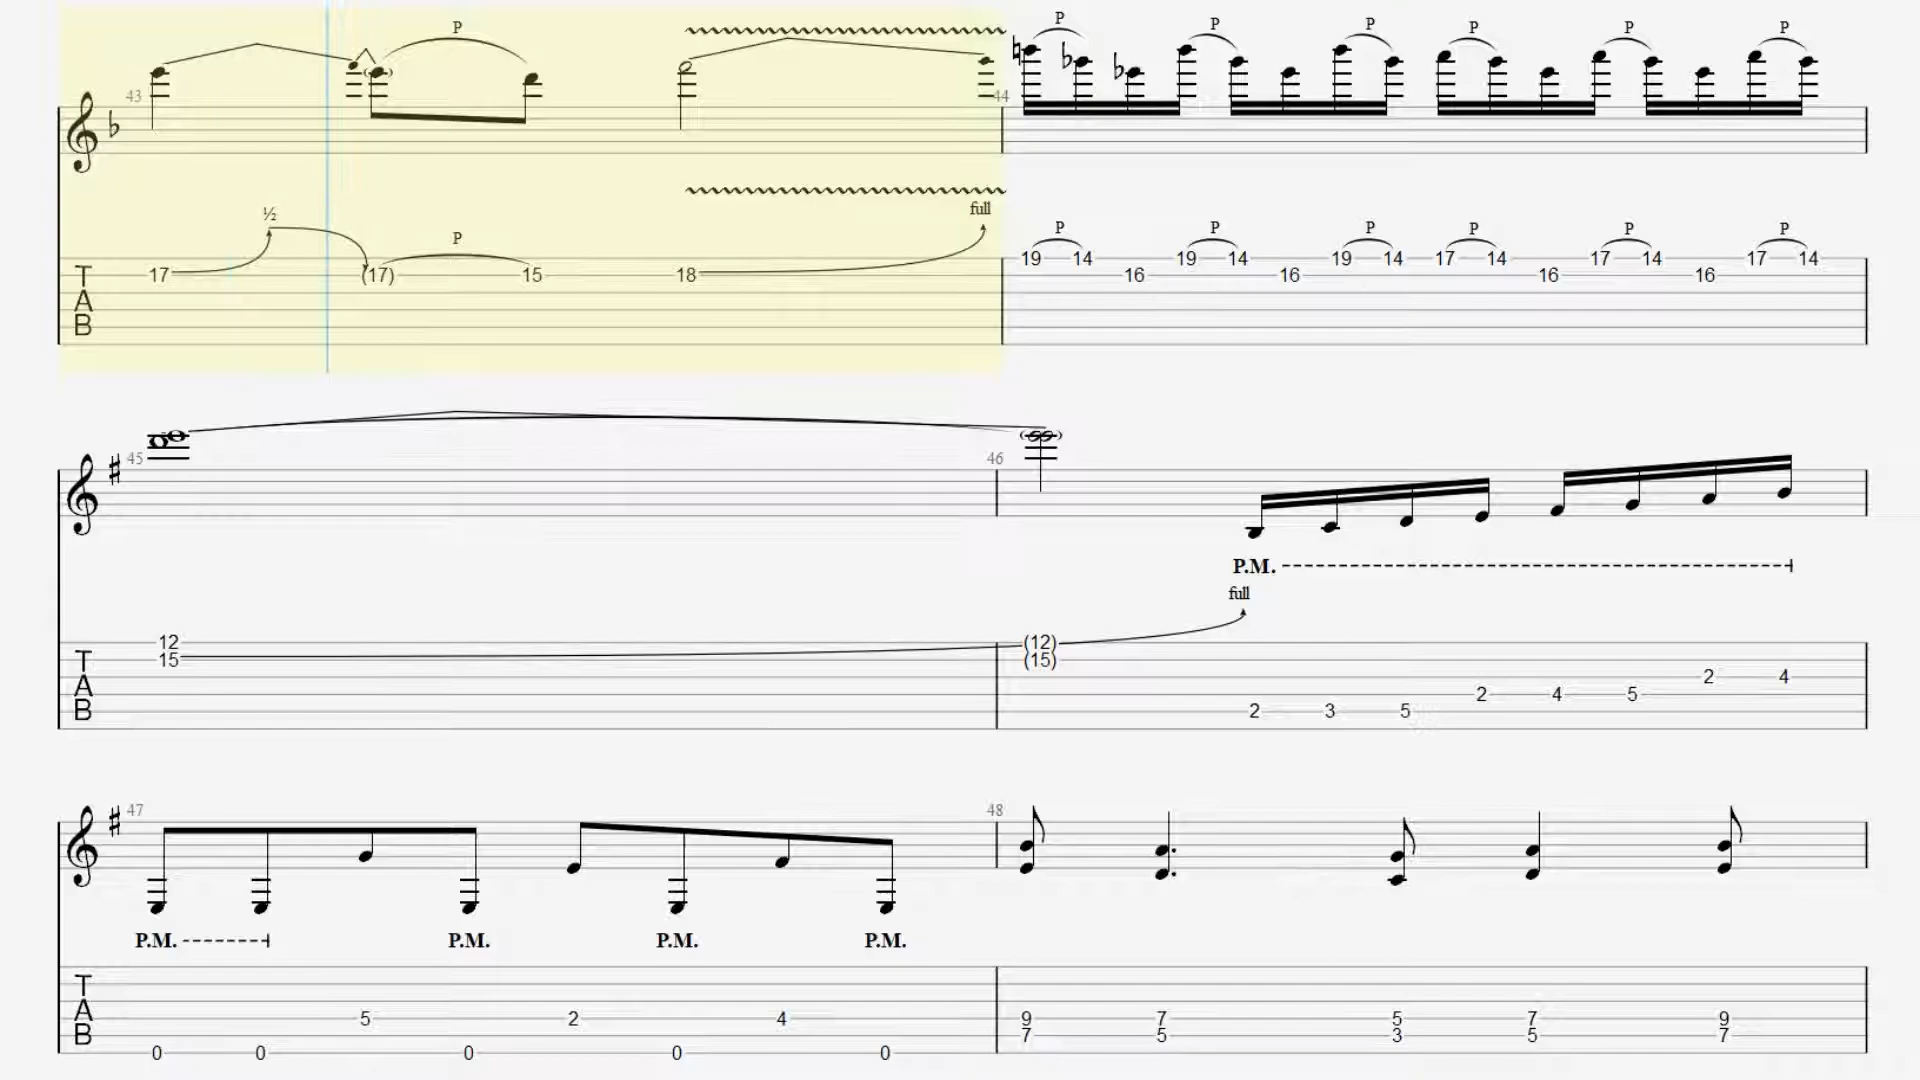 P P P P P P P
43 44
full
½
P P P P P P P
19 14 19 14 19 14 17 14 17 14 17 14
T 17 (17) 15 18 16 16 16 16
A
B
45 46
P.M.
full
12 (12)
T 15 (15)
A 2 4
2 4 5
B 2 3 5
47 48
P.M. P.M. P.M. P.M.
T
A 5 2 4 9 7 5 7 9
B 7 5 3 5 7
0 0 0 0 0